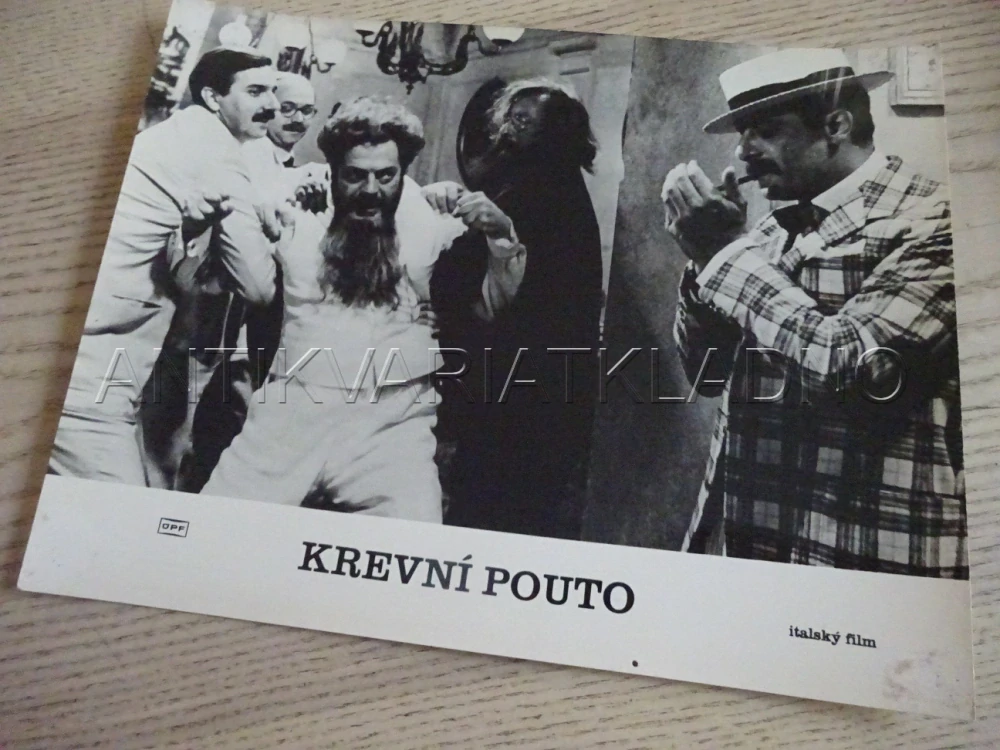 ANTIKVARIATKLADNO
ÚPF
KREVNÍ POUTO
italský film